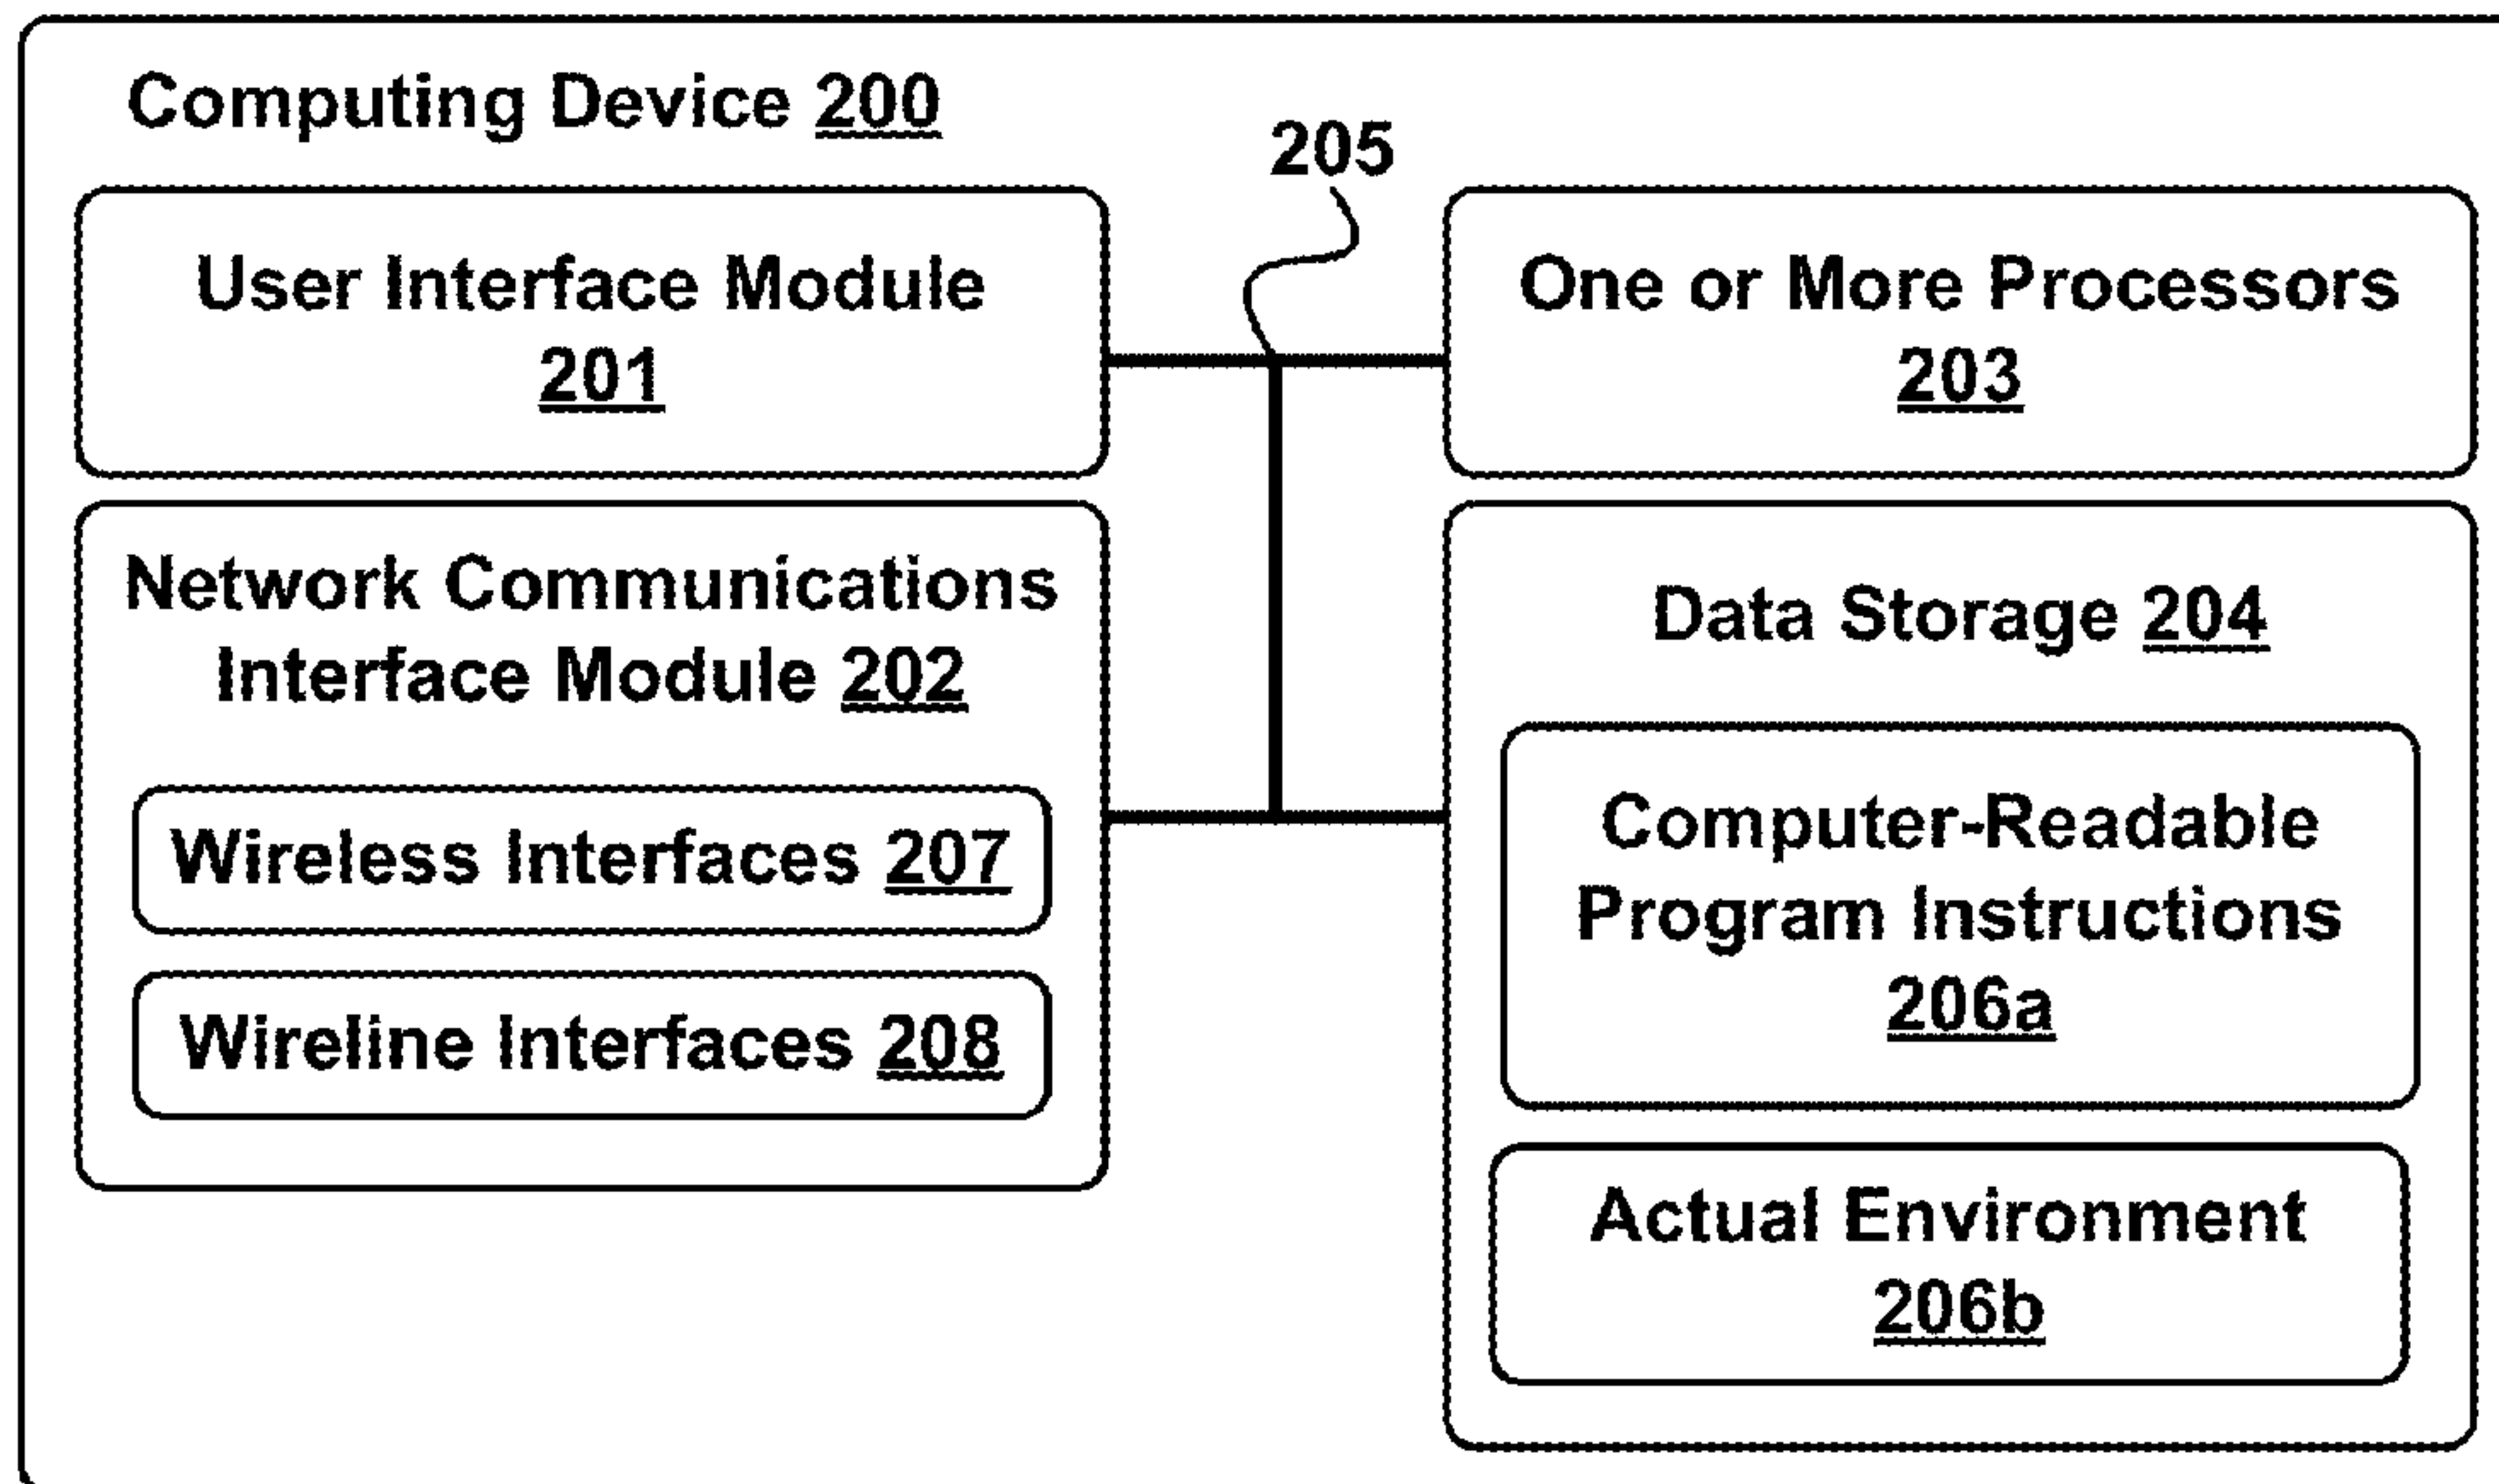 Computing Device 200
205
User Interface Module
201
One or More Processors
203
Network Communications
Interface Module 202
Wireless Interfaces 207
Wireline Interfaces 208
Data Storage 204
Computer-Readable
Program Instructions
206a
Actual Environment
206b